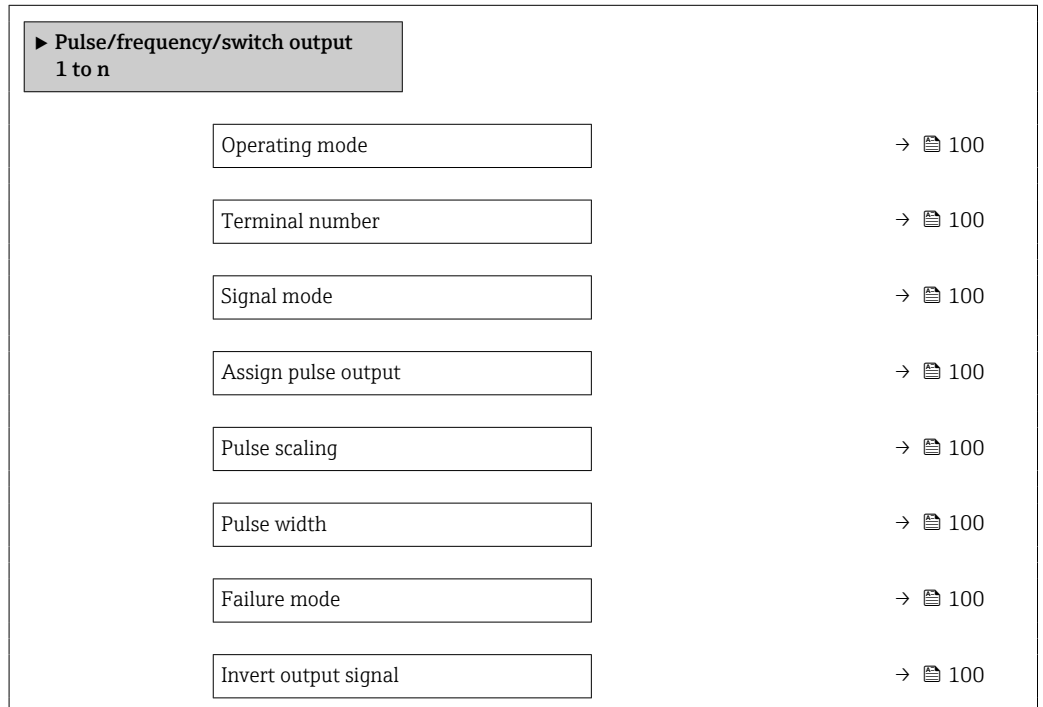 ▶ Pulse/frequency/switch output
1 to n
Operating mode → 100
Terminal number → 100
Signal mode → 100
Assign pulse output → 100
Pulse scaling → 100
Pulse width → 100
Failure mode → 100
Invert output signal → 100